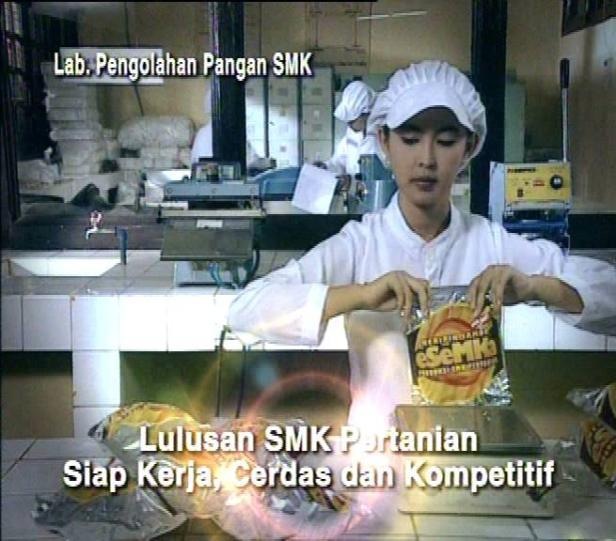 Lab. Pengolahan Pangan SMK
eSeMKa
Lulusan SMK Pertanian
Siap Kerja, Cerdas dan Kompetitif